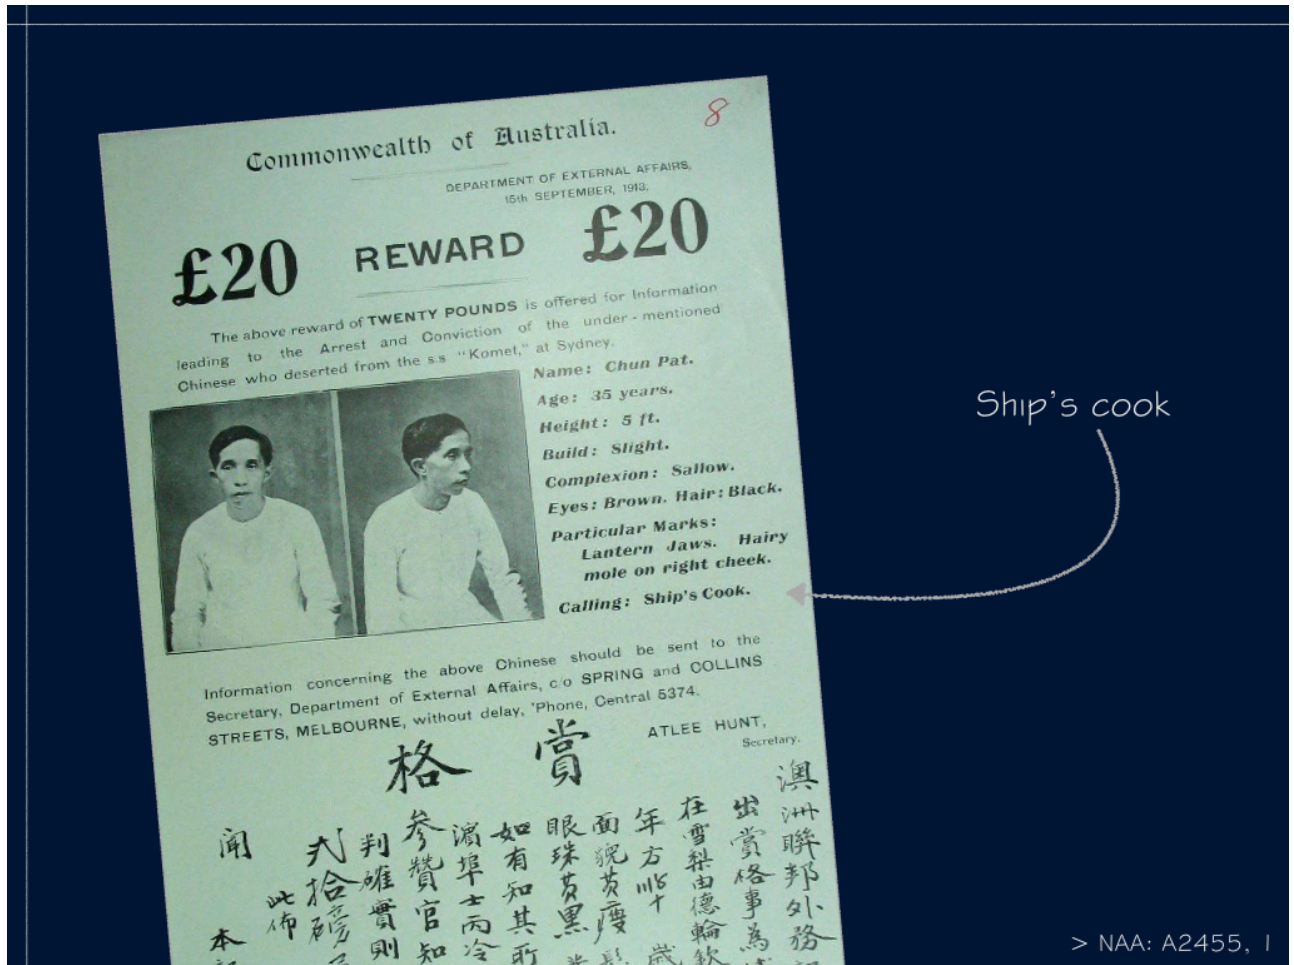 8
Commonwealth of Australia.
DEPARTMENT OF EXTERNAL AFFAIRS,
15th SEPTEMBER, 1913.
£20 REWARD £20
The above reward of TWENTY POUNDS is offered for Information
leading to the Arrest and Conviction of the under-mentioned
Chinese who deserted from the s.s "Komet," at Sydney.
Name: Chun Pat.
Age: 35 years.
Height: 5 ft.
Build: Slight.
Complexion: Sallow.
Eyes: Brown. Hair: Black.
Particular Marks:
Lantern Jaws. Hairy
mole on right cheek.
Calling: Ship's Cook.
Information concerning the above Chinese should be sent to the
Secretary, Department of External Affairs, c/o SPRING and COLLINS
STREETS, MELBOURNE, without delay, 'Phone, Central 5374.
ATLEE HUNT,
Secretary.
賞格
澳洲聯邦外務
出賞格事為
在雪梨由德輪
年方 歲
面貌黃瘦
眼珠黃黑
如有知其所
濱埠士丙冷
參贊官知
判確實則
拾磅
此佈
聞
本
Ship's cook
> NAA: A2455, 1